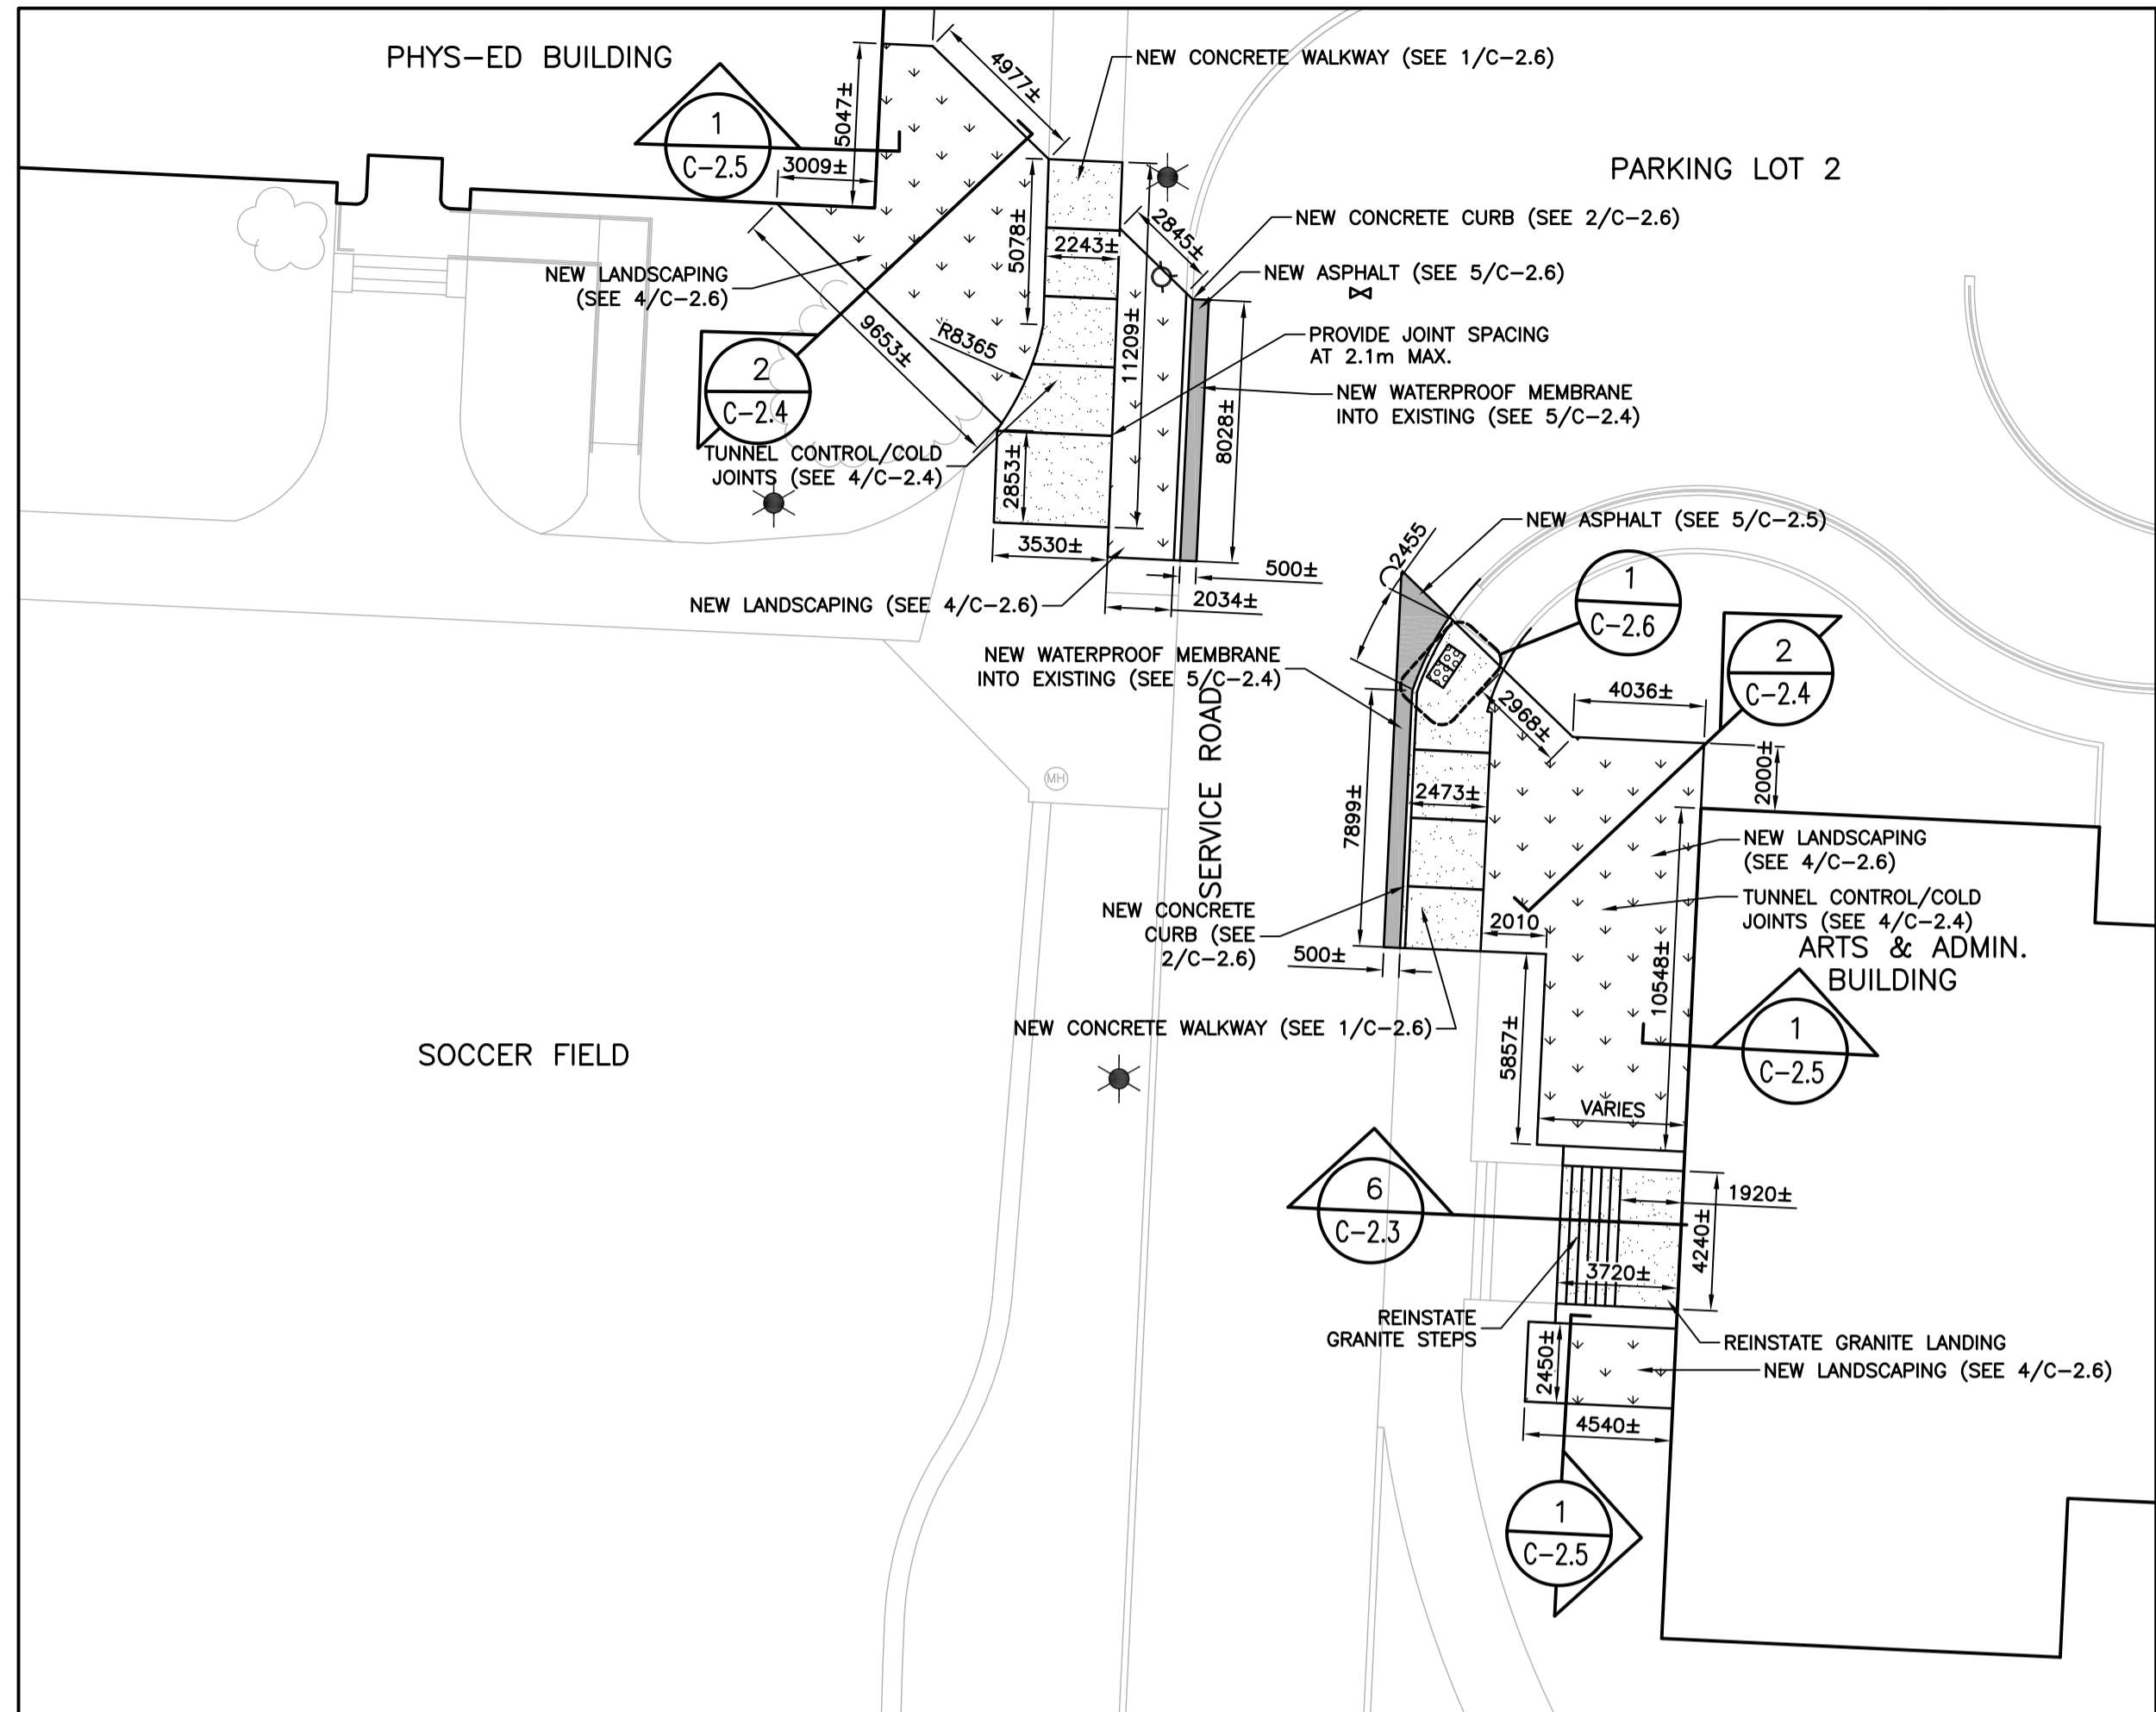 PHYS-ED BUILDING
1
C-2.5
3009±
5047±
4977±
NEW CONCRETE WALKWAY (SEE 1/C-2.6)
PARKING LOT 2
NEW CONCRETE CURB (SEE 2/C-2.6)
2845±
NEW ASPHALT (SEE 5/C-2.6)
5078±
2243±
11209±
NEW LANDSCAPING
(SEE 4/C-2.6)
9653±
R8365
PROVIDE JOINT SPACING
AT 2.1m MAX.
NEW WATERPROOF MEMBRANE
INTO EXISTING (SEE 5/C-2.4)
2
C-2.4
8028±
TUNNEL CONTROL/COLD
JOINTS (SEE 4/C-2.4)
2853±
3530±
500±
2034±
NEW LANDSCAPING (SEE 4/C-2.6)
NEW ASPHALT (SEE 5/C-2.5)
2455
1
C-2.6
2
C-2.4
NEW WATERPROOF MEMBRANE
INTO EXISTING (SEE 5/C-2.4)
2968±
4036±
2000±
MH
SERVICE ROAD
2473±
7899±
NEW LANDSCAPING
(SEE 4/C-2.6)
TUNNEL CONTROL/COLD
JOINTS (SEE 4/C-2.4)
NEW CONCRETE
CURB (SEE
2/C-2.6)
2010
500±
10548±
ARTS & ADMIN.
BUILDING
NEW CONCRETE WALKWAY (SEE 1/C-2.6)
SOCCER FIELD
5857±
1
C-2.5
VARIES
6
C-2.3
1920±
4240±
3720±
REINSTATE
GRANITE STEPS
REINSTATE GRANITE LANDING
NEW LANDSCAPING (SEE 4/C-2.6)
2450±
4540±
1
C-2.5